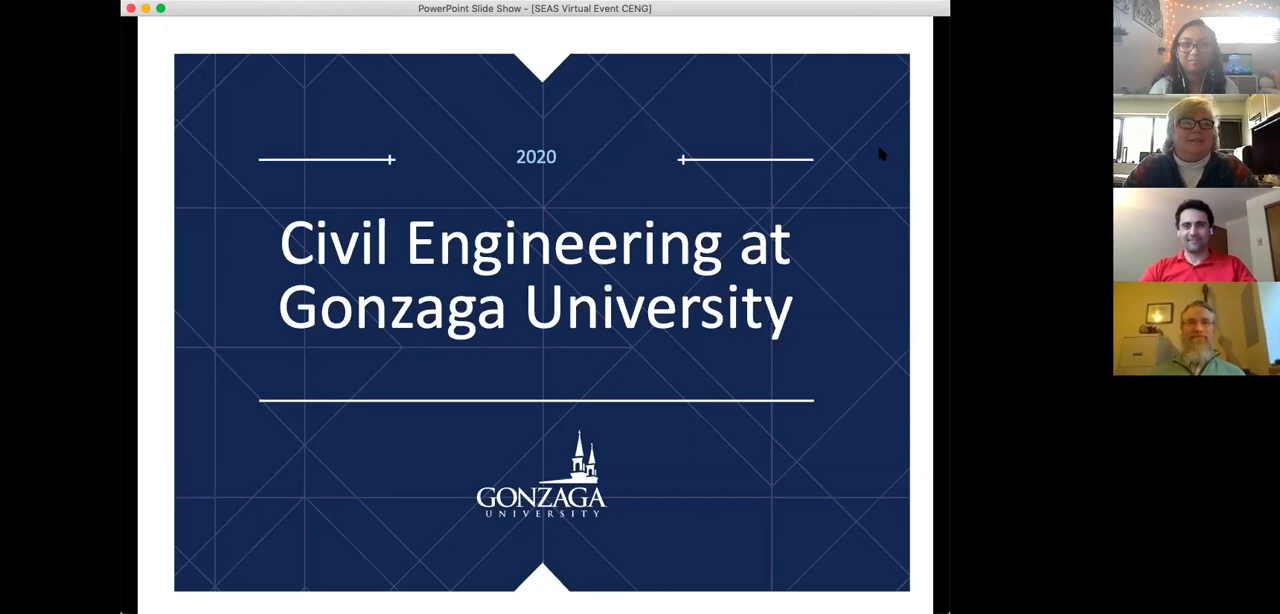 PowerPoint Slide Show - [SEAS Virtual Event CENG]
2020
Civil Engineering at
Gonzaga University
GONZAGA
UNIVERSITY